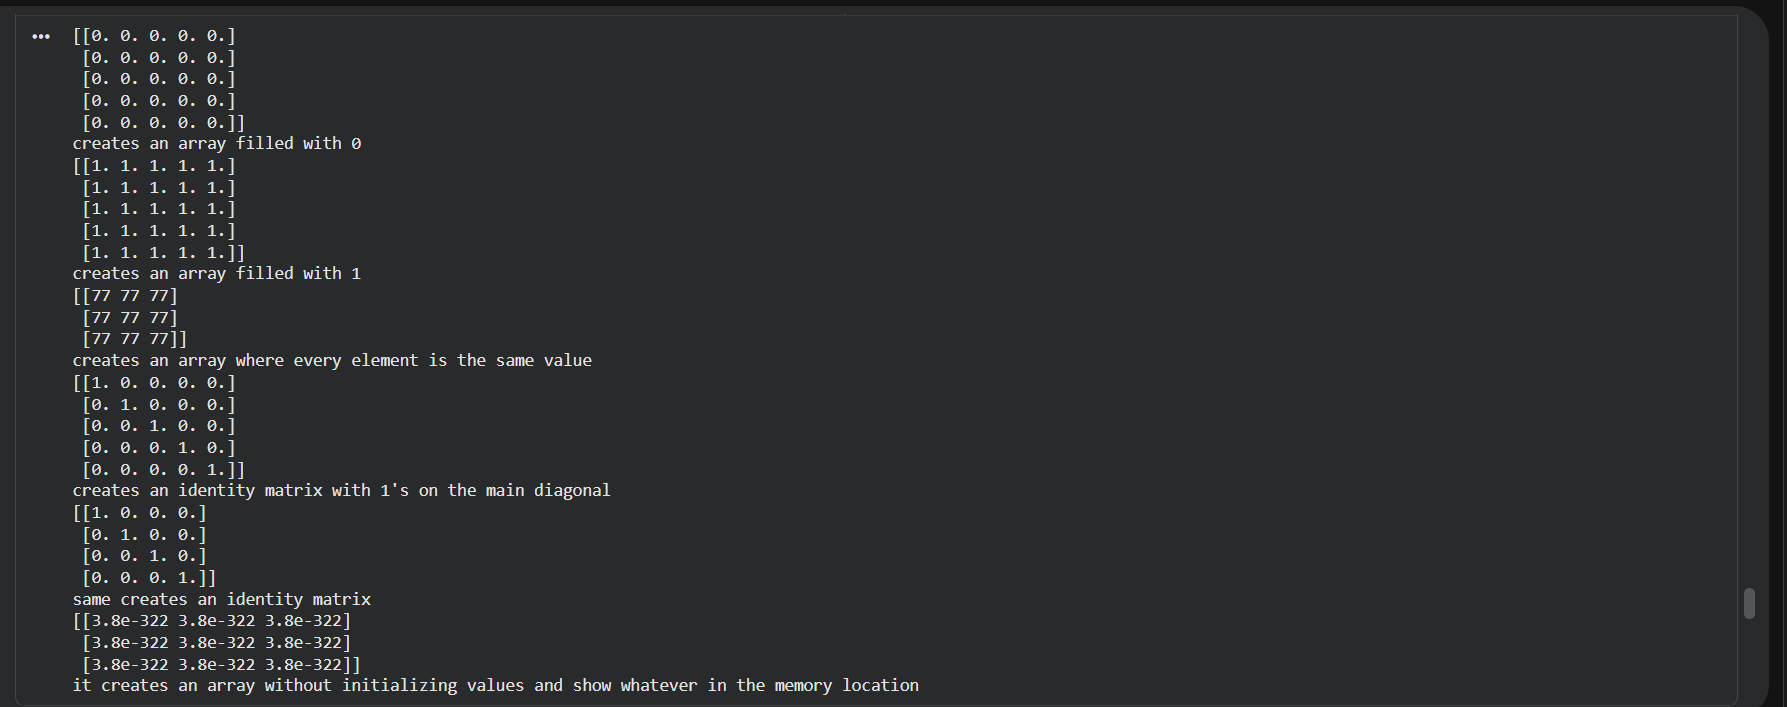 [[0. 0. 0. 0. 0.]
 [0. 0. 0. 0. 0.]
 [0. 0. 0. 0. 0.]
 [0. 0. 0. 0. 0.]
 [0. 0. 0. 0. 0.]]
creates an array filled with 0
[[1. 1. 1. 1. 1.]
 [1. 1. 1. 1. 1.]
 [1. 1. 1. 1. 1.]
 [1. 1. 1. 1. 1.]
 [1. 1. 1. 1. 1.]]
creates an array filled with 1
[[77 77 77]
 [77 77 77]
 [77 77 77]]
creates an array where every element is the same value
[[1. 0. 0. 0. 0.]
 [0. 1. 0. 0. 0.]
 [0. 0. 1. 0. 0.]
 [0. 0. 0. 1. 0.]
 [0. 0. 0. 0. 1.]]
creates an identity matrix with 1's on the main diagonal
[[1. 0. 0. 0.]
 [0. 1. 0. 0.]
 [0. 0. 1. 0.]
 [0. 0. 0. 1.]]
same creates an identity matrix
[[3.8e-322 3.8e-322 3.8e-322]
 [3.8e-322 3.8e-322 3.8e-322]
 [3.8e-322 3.8e-322 3.8e-322]]
it creates an array without initializing values and show whatever in the memory location